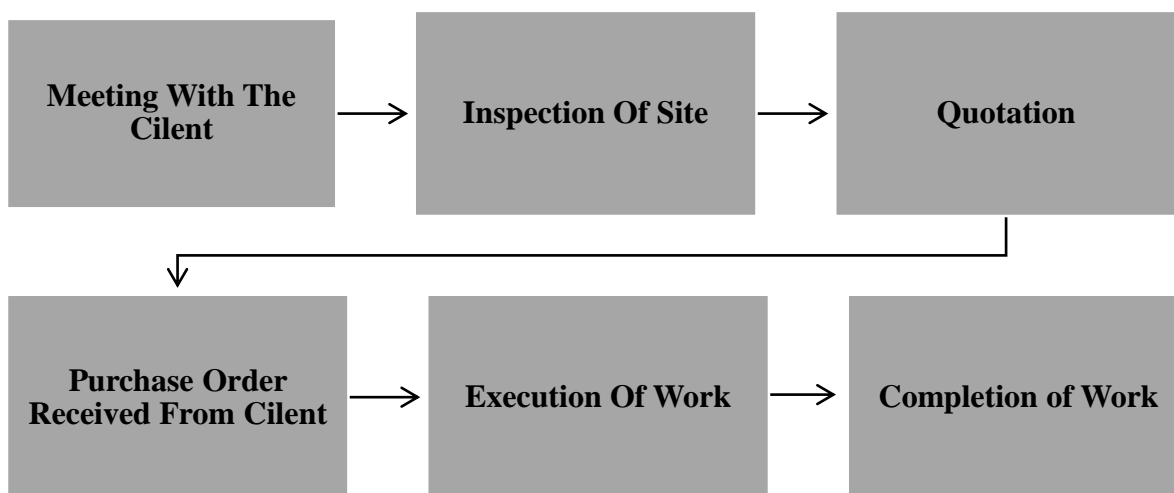 Meeting With The
Cilent
Inspection Of Site
Quotation
Purchase Order
Received From Cilent
Execution Of Work
Completion of Work